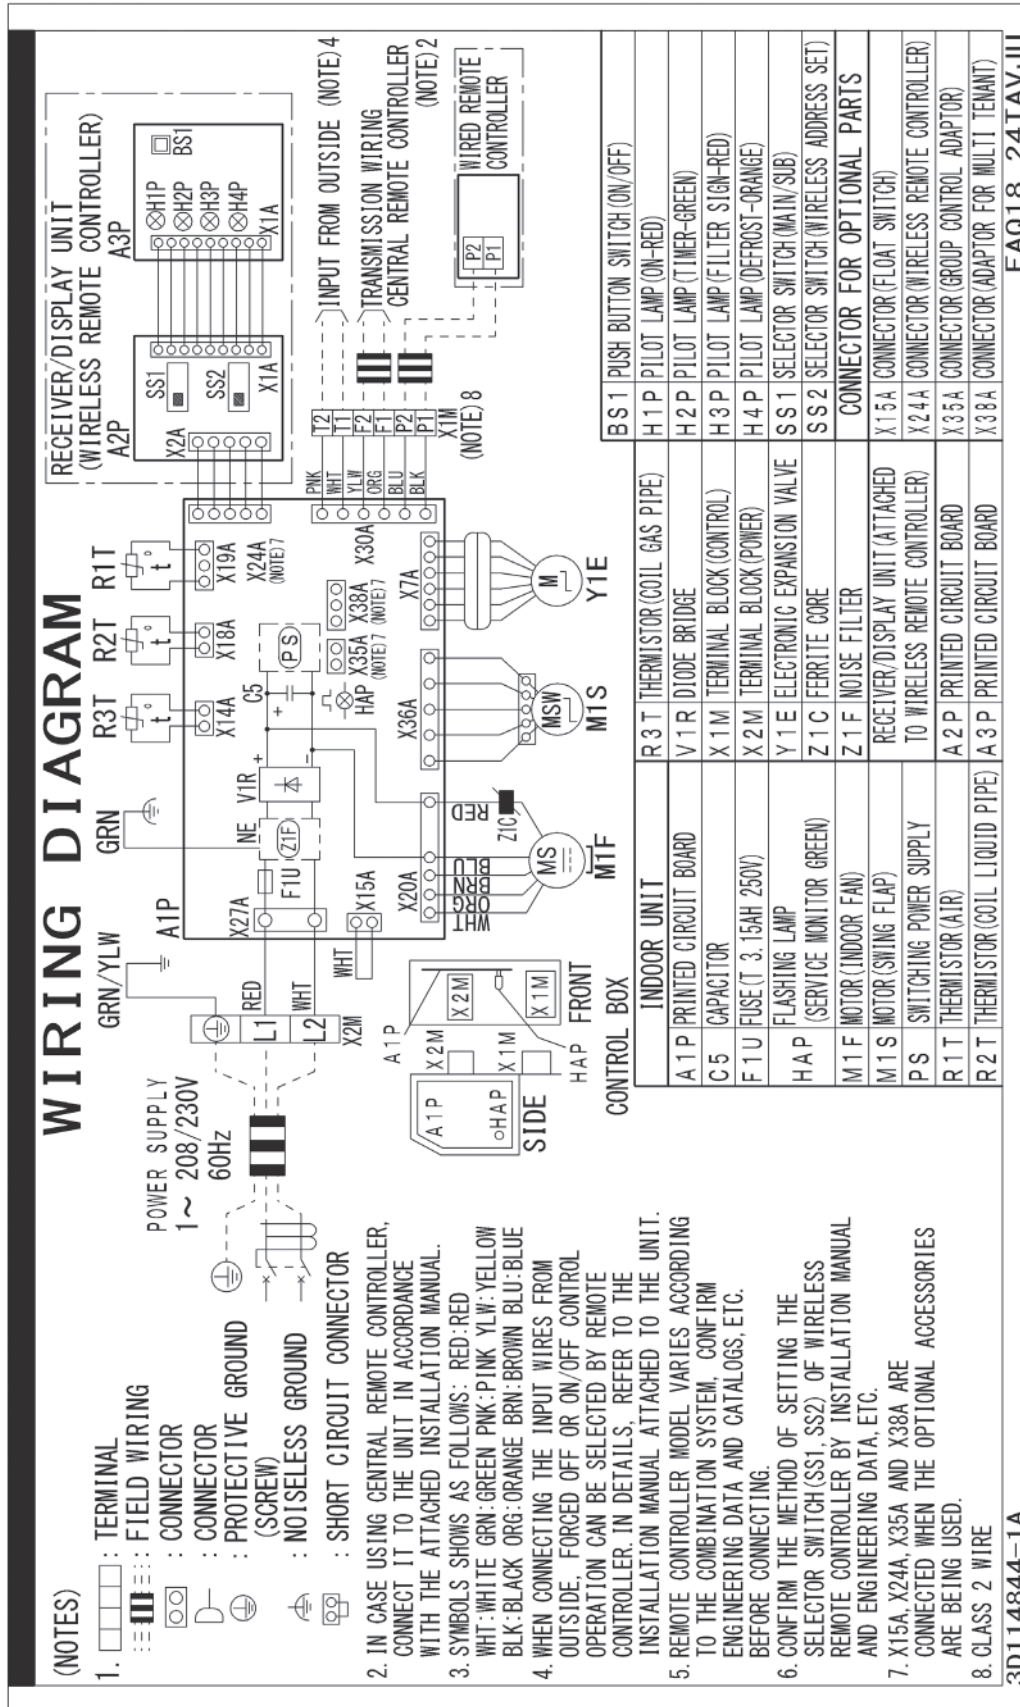 WIRING DIAGRAM
(NOTES)
1. : TERMINAL
: FIELD WIRING
: CONNECTOR
: CONNECTOR
: PROTECTIVE GROUND
(SCREW)
: NOISELESS GROUND
: SHORT CIRCUIT CONNECTOR
2. IN CASE USING CENTRAL REMOTE CONTROLLER,
CONNECT IT TO THE UNIT IN ACCORDANCE
WITH THE ATTACHED INSTALLATION MANUAL.
3. SYMBOLS SHOWS AS FOLLOWS: RED:RED
WHT:WHITE GRN:GREEN PNK:PINK YLW:YELLOW
BLK:BLACK ORG:ORANGE BRN:BROWN BLU:BLUE
4. WHEN CONNECTING THE INPUT WIRES FROM
OUTSIDE, FORCED OFF OR ON/OFF CONTROL
OPERATION CAN BE SELECTED BY REMOTE
CONTROLLER. IN DETAILS, REFER TO THE
INSTALLATION MANUAL ATTACHED TO THE UNIT.
5. REMOTE CONTROLLER MODEL VARIES ACCORDING
TO THE COMBINATION SYSTEM, CONFIRM
ENGINEERING DATA AND CATALOGS, ETC.
BEFORE CONNECTING.
6. CONFIRM THE METHOD OF SETTING THE
SELECTOR SWITCH(SS1, SS2) OF WIRELESS
REMOTE CONTROLLER BY INSTALLATION MANUAL
AND ENGINEERING DATA, ETC.
7. X15A, X24A, X35A AND X38A ARE
CONNECTED WHEN THE OPTIONAL ACCESSORIES
ARE BEING USED.
8. CLASS 2 WIRE
3D114844-1A
POWER SUPPLY
1~ 208/230V
60Hz
GRN/YLW
L1
L2
X2M
RED
WHT
A1P
X27A
F1U
NE
Z1F
GRN
V1R
+
-
C5
+
PS
R3T
t°
X14A
R2T
t°
X18A
R1T
t°
X19A
X24A
(NOTE)7
X35A
(NOTE)7
X38A
(NOTE)7
HAP
X30A
WHT
X15A
X20A
X36A
X7A
WHT
ORG
BRN
BLU
RED
Z1C
MS
M1F
MSW
M1S
M
Y1E
RECEIVER/DISPLAY UNIT
(WIRELESS REMOTE CONTROLLER)
A2P
X2A
SS1
SS2
X1A
A3P
X1A
H1P
H2P
H3P
H4P
BS1
PNK
WHT
YLW
ORG
BLU
BLK
T2
T1
F2
F1
P2
P1
X1M
(NOTE)8
INPUT FROM OUTSIDE (NOTE)4
TRANSMISSION WIRING
CENTRAL REMOTE CONTROLLER
(NOTE)2
P2
P1
WIRED REMOTE
CONTROLLER
A1P
HAP
SIDE
A1P
X2M
X1M
HAP
X2M
X1M
FRONT
CONTROL BOX
INDOOR UNIT
A1P PRINTED CIRCUIT BOARD
C5 CAPACITOR
F1U FUSE(T 3.15AH 250V)
HAP FLASHING LAMP
(SERVICE MONITOR GREEN)
M1F MOTOR(INDOOR FAN)
M1S MOTOR(SWING FLAP)
PS SWITCHING POWER SUPPLY
R1T THERMISTOR(AIR)
R2T THERMISTOR(COIL LIQUID PIPE)
R3T THERMISTOR(COIL GAS PIPE)
V1R DIODE BRIDGE
X1M TERMINAL BLOCK(CONTROL)
X2M TERMINAL BLOCK(POWER)
Y1E ELECTRONIC EXPANSION VALVE
Z1C FERRITE CORE
Z1F NOISE FILTER
RECEIVER/DISPLAY UNIT(ATTACHED
TO WIRELESS REMOTE CONTROLLER)
A2P PRINTED CIRCUIT BOARD
A3P PRINTED CIRCUIT BOARD
BS1 PUSH BUTTON SWITCH(ON/OFF)
H1P PILOT LAMP(ON-RED)
H2P PILOT LAMP(TIMER-GREEN)
H3P PILOT LAMP(FILTER SIGN-RED)
H4P PILOT LAMP(DEFROST-ORANGE)
SS1 SELECTOR SWITCH(MAIN/SUB)
SS2 SELECTOR SWITCH(WIRELESS ADDRESS SET)
CONNECTOR FOR OPTIONAL PARTS
X15A CONNECTOR(FLOAT SWITCH)
X24A CONNECTOR(WIRELESS REMOTE CONTROLLER)
X35A CONNECTOR(GROUP CONTROL ADAPTOR)
X38A CONNECTOR(ADAPTOR FOR MULTI TENANT)